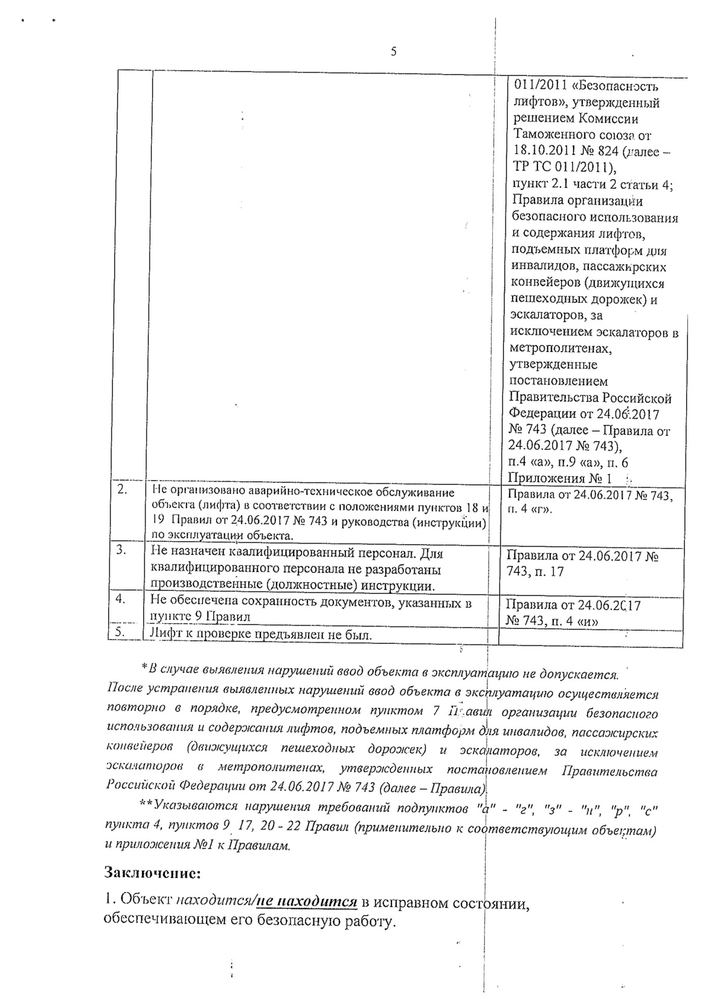 5
011/2011 «Безопасность
лифтов», утвержденный
решением Комиссии
Таможенного союза от
18.10.2011 № 824 (далее –
ТР ТС 011/2011),
пункт 2.1 части 2 статьи 4;
Правила организации
безопасного использования
и содержания лифтов,
подъемных платформ для
инвалидов, пассажирских
конвейеров (движущихся
пешеходных дорожек) и
эскалаторов, за
исключением эскалаторов в
метрополитенах,
утвержденные
постановлением
Правительства Российской
Федерации от 24.06.2017
№ 743 (далее – Правила от
24.06.2017 № 743),
п.4 «а», п.9 «а», п. 6
Приложения № 1
2.
Не организовано аварийно-техническое обслуживание
объекта (лифта) в соответствии с положениями пунктов 18 и
19 Правил от 24.06.2017 № 743 и руководства (инструкции)
по эксплуатации объекта.
Правила от 24.06.2017 № 743,
п. 4 «г».
3.
Не назначен квалифицированный персонал. Для
квалифицированного персонала не разработаны
производственные (должностные) инструкции.
Правила от 24.06.2017 №
743, п. 17
4.
Не обеспечена сохранность документов, указанных в
пункте 9 Правил
Правила от 24.06.2017
№ 743, п. 4 «и»
5.
Лифт к проверке предъявлен не был.
*В случае выявления нарушений ввод объекта в эксплуатацию не допускается.
После устранения выявленных нарушений ввод объекта в эксплуатацию осуществляется
повторно в порядке, предусмотренном пунктом 7 Правил организации безопасного
использования и содержания лифтов, подъемных платформ для инвалидов, пассажирских
конвейеров (движущихся пешеходных дорожек) и эскалаторов, за исключением
эскалаторов в метрополитенах, утвержденных постановлением Правительства
Российской Федерации от 24.06.2017 № 743 (далее – Правила).
**Указываются нарушения требований подпунктов "а" - "г", "з" - "н", "р", "с"
пункта 4, пунктов 9, 17, 20 - 22 Правил (применительно к соответствующим объектам)
и приложения №1 к Правилам.
Заключение:
1. Объект находится/не находится в исправном состоянии,
обеспечивающем его безопасную работу.